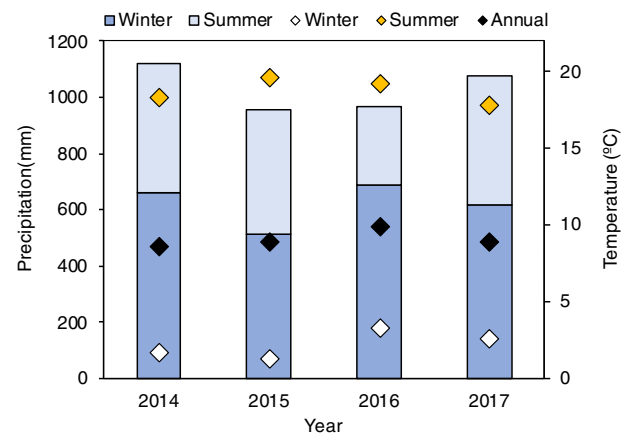 Winter Summer Winter Summer Annual
1200
1000
800
600
400
200
0
Precipitation(mm)
20
15
10
5
0
Temperature (ºC)
2014 2015 2016 2017
Year